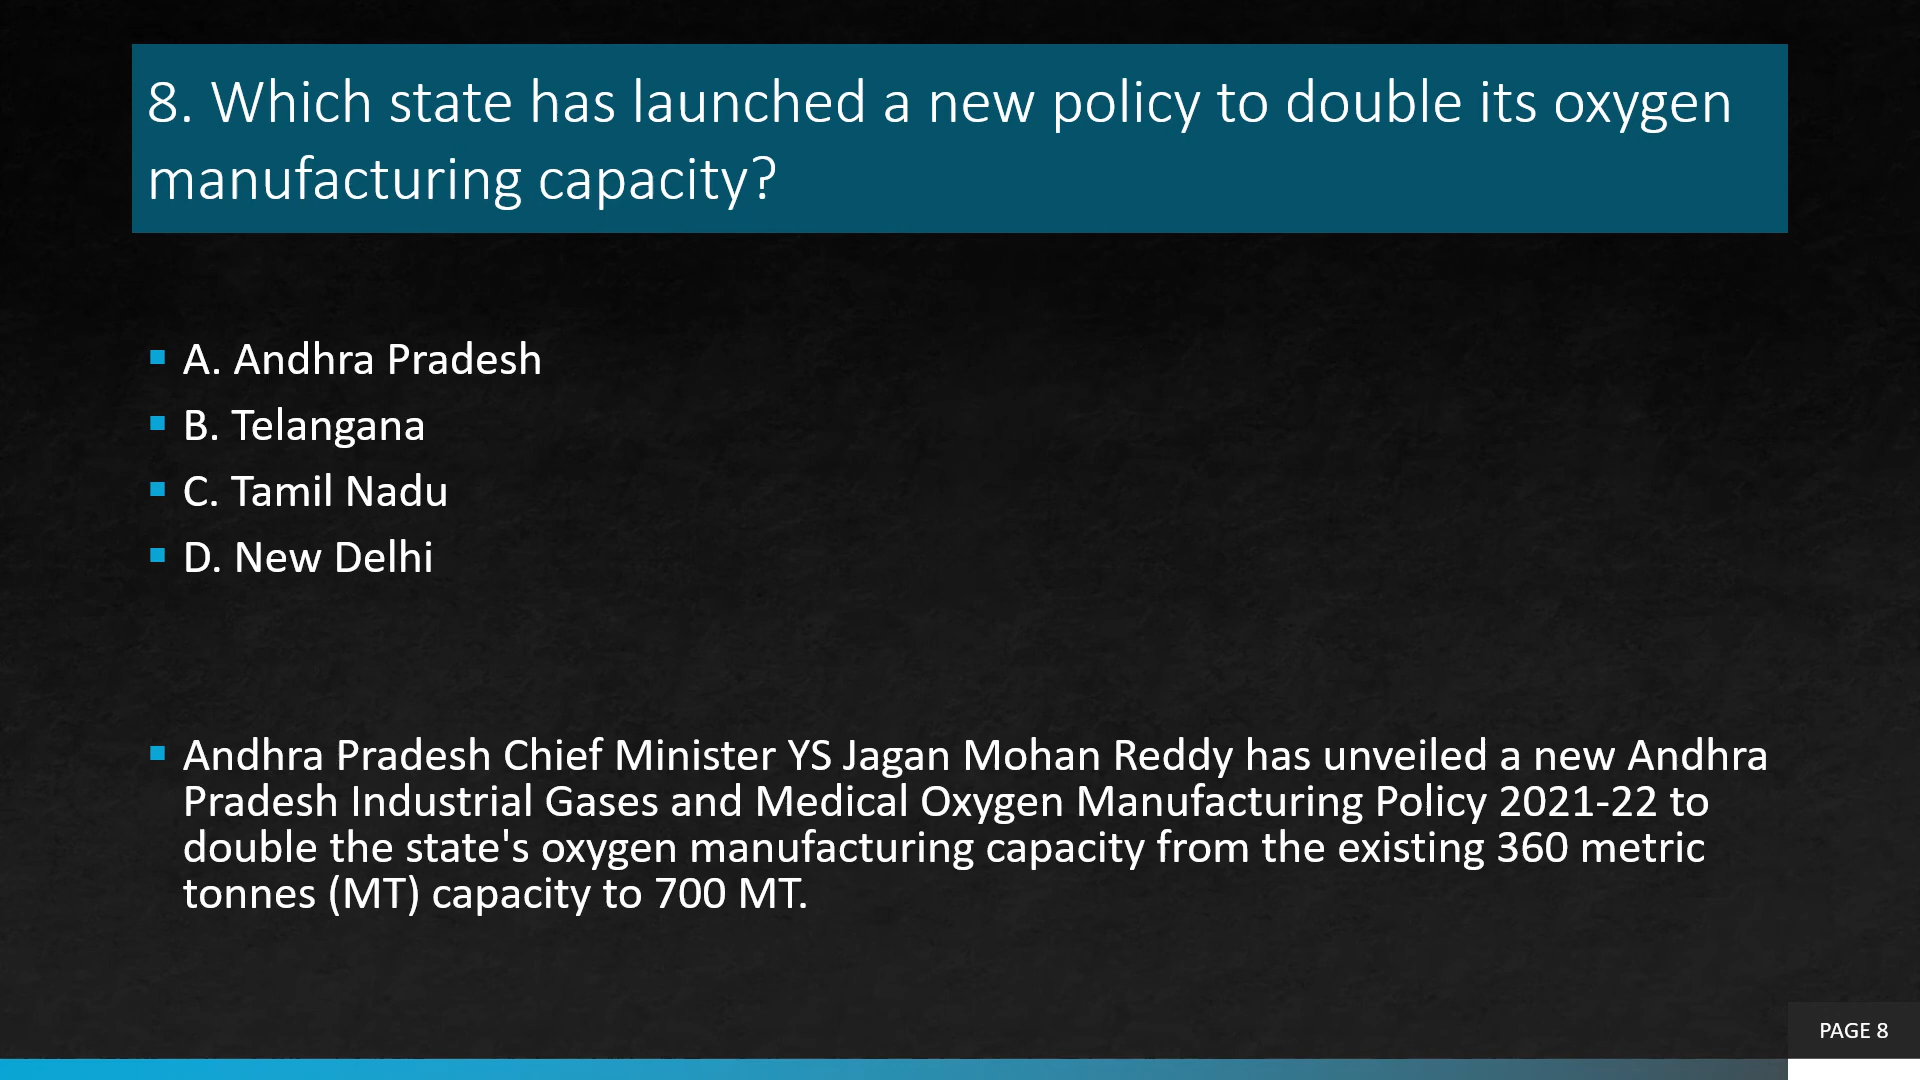 8. Which state has launched a new policy to double its oxygen
manufacturing capacity?
A. Andhra Pradesh
B. Telangana
C. Tamil Nadu
D. New Delhi
Andhra Pradesh Chief Minister YS Jagan Mohan Reddy has unveiled a new Andhra
Pradesh Industrial Gases and Medical Oxygen Manufacturing Policy 2021-22 to
double the state's oxygen manufacturing capacity from the existing 360 metric
tonnes (MT) capacity to 700 MT.
PAGE 8